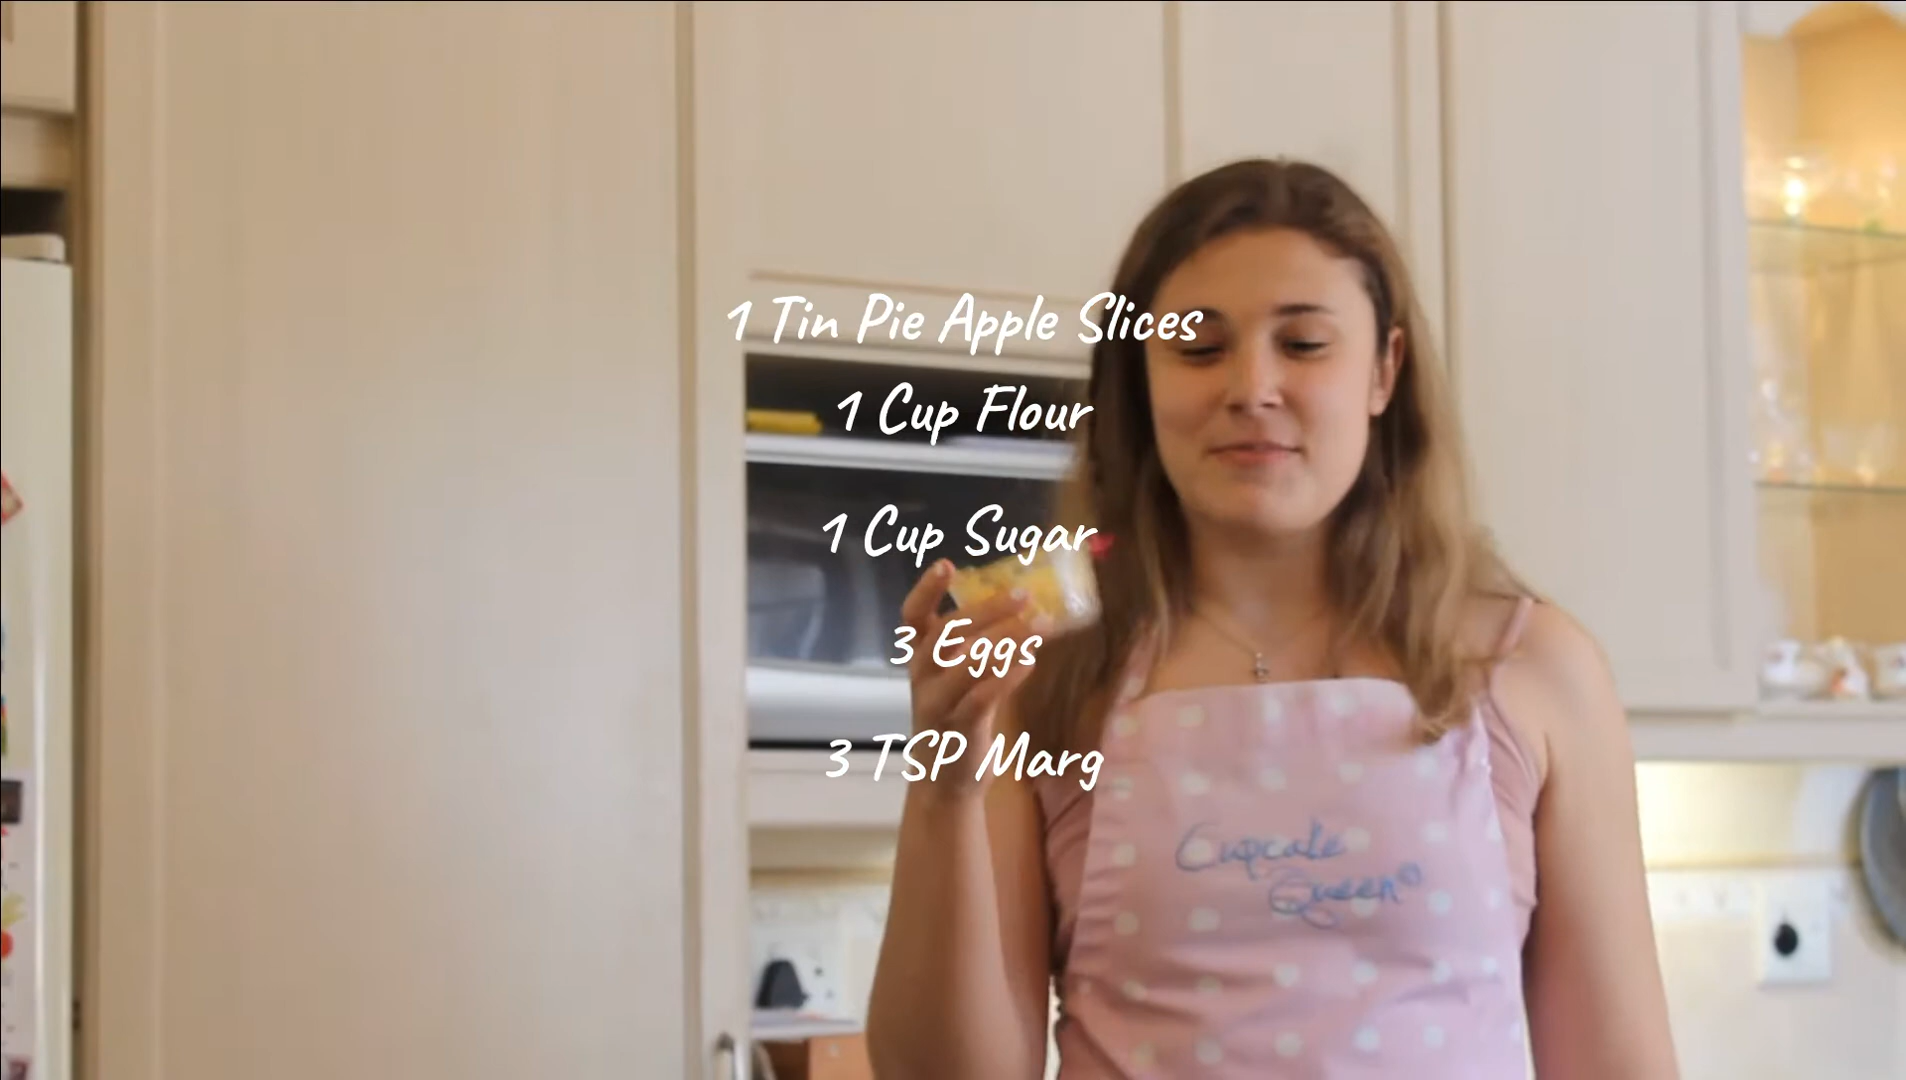 1 Tin Pie Apple Slices
1 Cup Flour
1 Cup Sugar
3 Eggs
3 TSP Marg
Cupcake
Queen